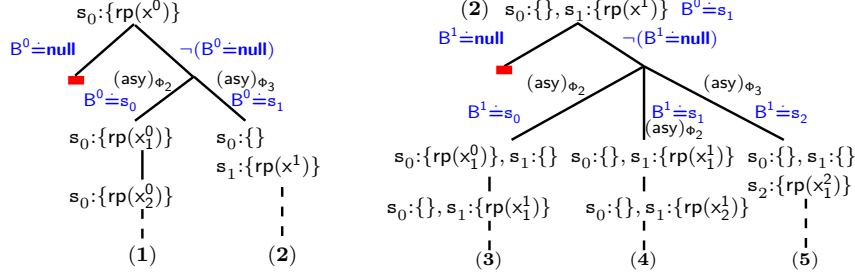 s₀:{rp(x⁰)}
B⁰≐null
¬(B⁰≐null)
(asy)Φ₂
(asy)Φ₃
B⁰≐s₀
B⁰≐s₁
s₀:{rp(x₁⁰)}
s₀:{}
s₁:{rp(x¹)}
s₀:{rp(x₂⁰)}
(1)
(2)
(2) s₀:{}, s₁:{rp(x¹)} B⁰≐s₁
B¹≐null
¬(B¹≐null)
(asy)Φ₂
(asy)Φ₃
B¹≐s₀
B¹≐s₁
B¹≐s₂
(asy)Φ₂
s₀:{rp(x₁⁰)}, s₁:{}
s₀:{}, s₁:{rp(x₁¹)}
s₀:{}, s₁:{}
s₂:{rp(x₁²)}
s₀:{}, s₁:{rp(x₁¹)}
s₀:{}, s₁:{rp(x₂¹)}
(3)
(4)
(5)